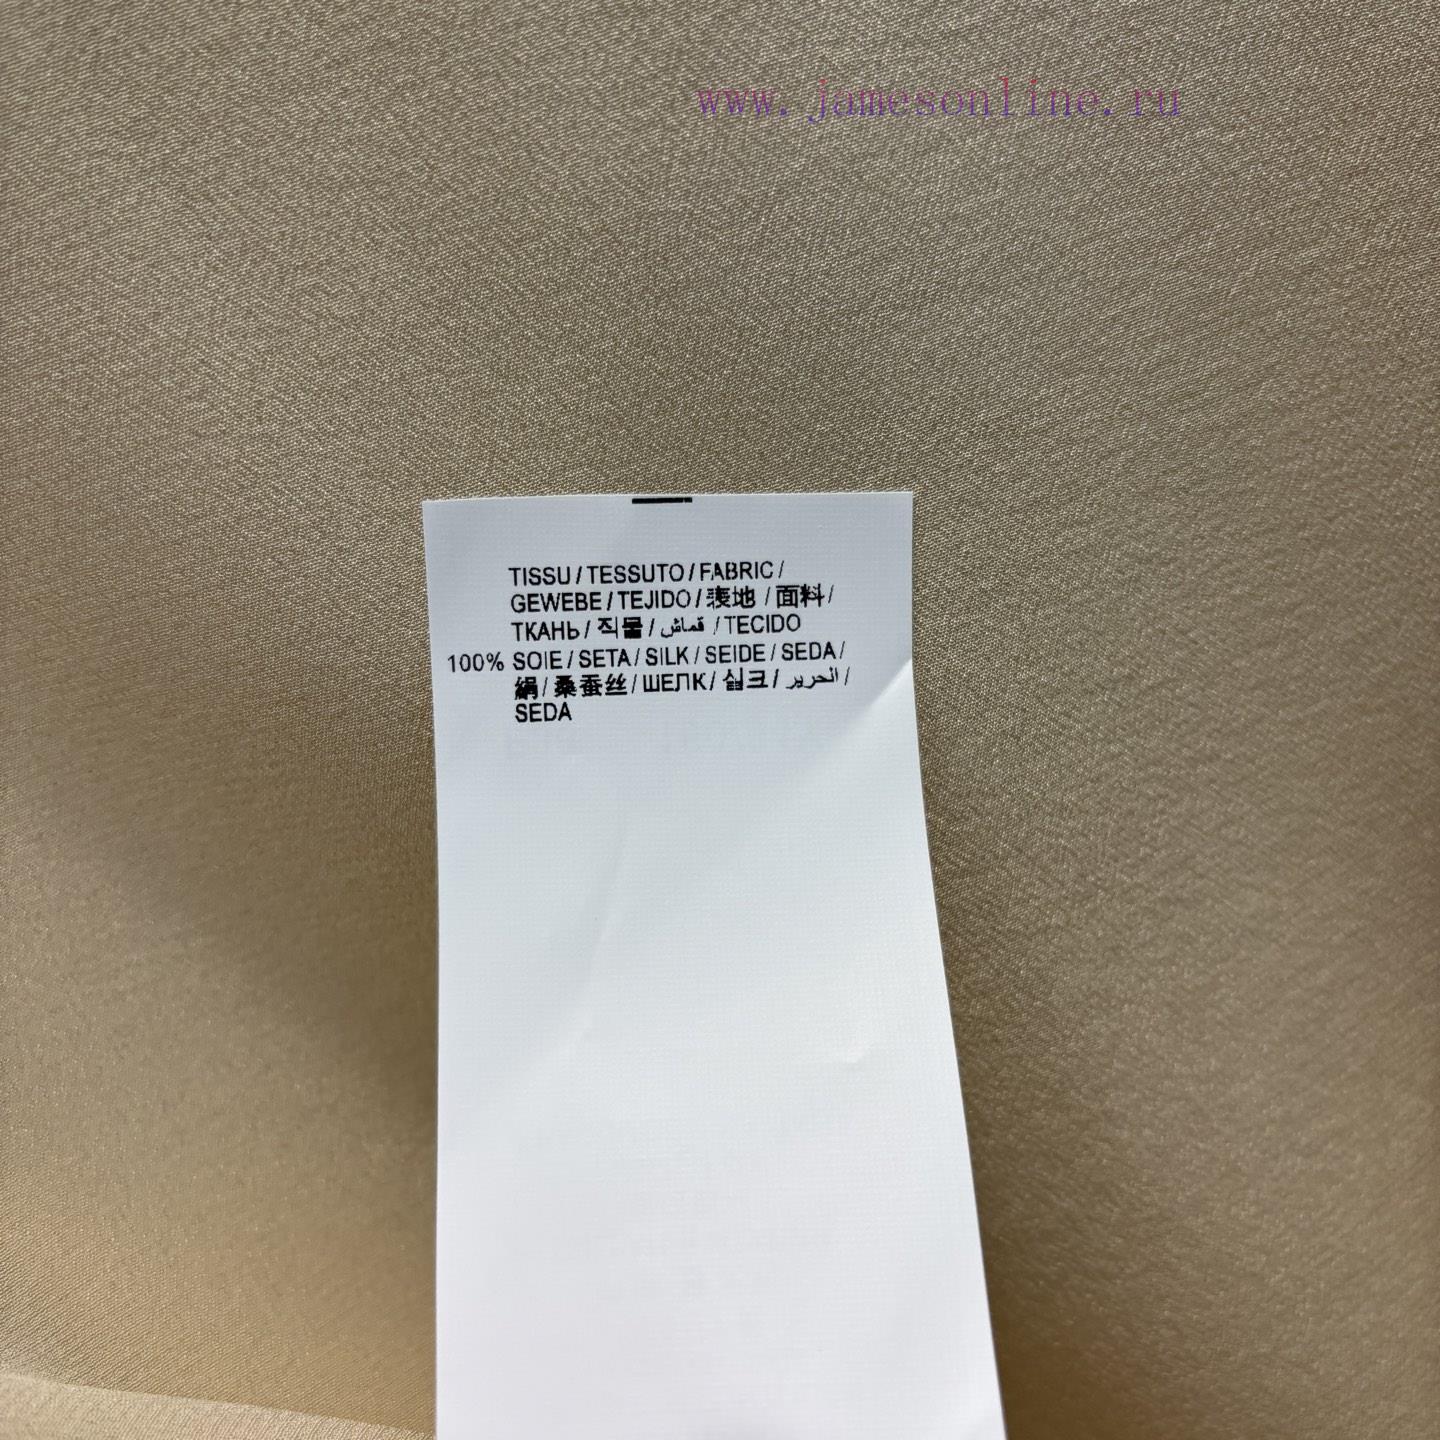 www.jamesonline.ru
TISSU / TESSUTO / FABRIC /
GEWEBE / TEJIDO /表地 / 面料 /
ТКАНЬ / 직물 / قماش / TECIDO
100% SOIE / SETA / SILK / SEIDE / SEDA /
絹 / 桑蚕丝 / ШЕЛК / 실크 / الحرير /
SEDA